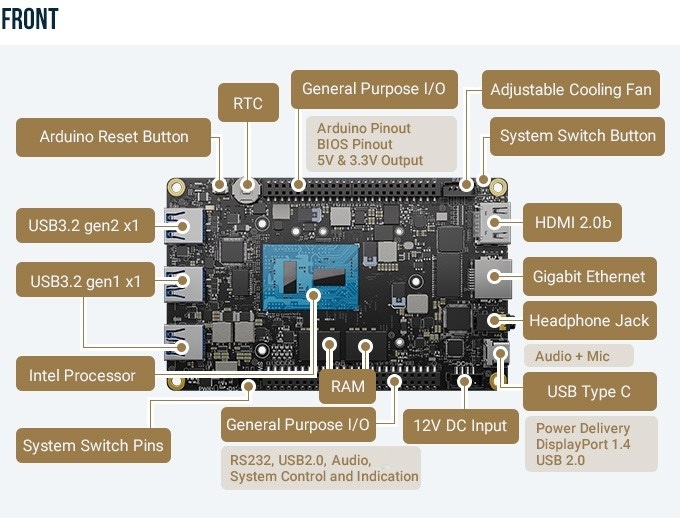 FRONT
General Purpose I/O
Adjustable Cooling Fan
RTC
Arduino Reset Button
Arduino Pinout
BIOS Pinout
5V & 3.3V Output
System Switch Button
USB3.2 gen2 x1
HDMI 2.0b
USB3.2 gen1 x1
Gigabit Ethernet
Headphone Jack
Audio + Mic
Intel Processor
RAM
USB Type C
General Purpose I/O
12V DC Input
System Switch Pins
Power Delivery
DisplayPort 1.4
USB 2.0
RS232, USB2.0, Audio,
System Control and Indication